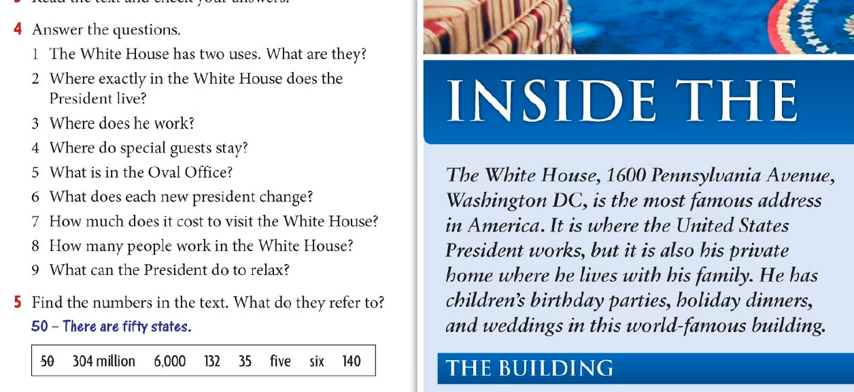 3 Read the text and check your answers.
4 Answer the questions.
1 The White House has two uses. What are they?
2 Where exactly in the White House does the
President live?
3 Where does he work?
4 Where do special guests stay?
5 What is in the Oval Office?
6 What does each new president change?
7 How much does it cost to visit the White House?
8 How many people work in the White House?
9 What can the President do to relax?
5 Find the numbers in the text. What do they refer to?
50 – There are fifty states.
50 304 million 6,000 132 35 five six 140
INSIDE THE
The White House, 1600 Pennsylvania Avenue,
Washington DC, is the most famous address
in America. It is where the United States
President works, but it is also his private
home where he lives with his family. He has
children's birthday parties, holiday dinners,
and weddings in this world-famous building.
THE BUILDING